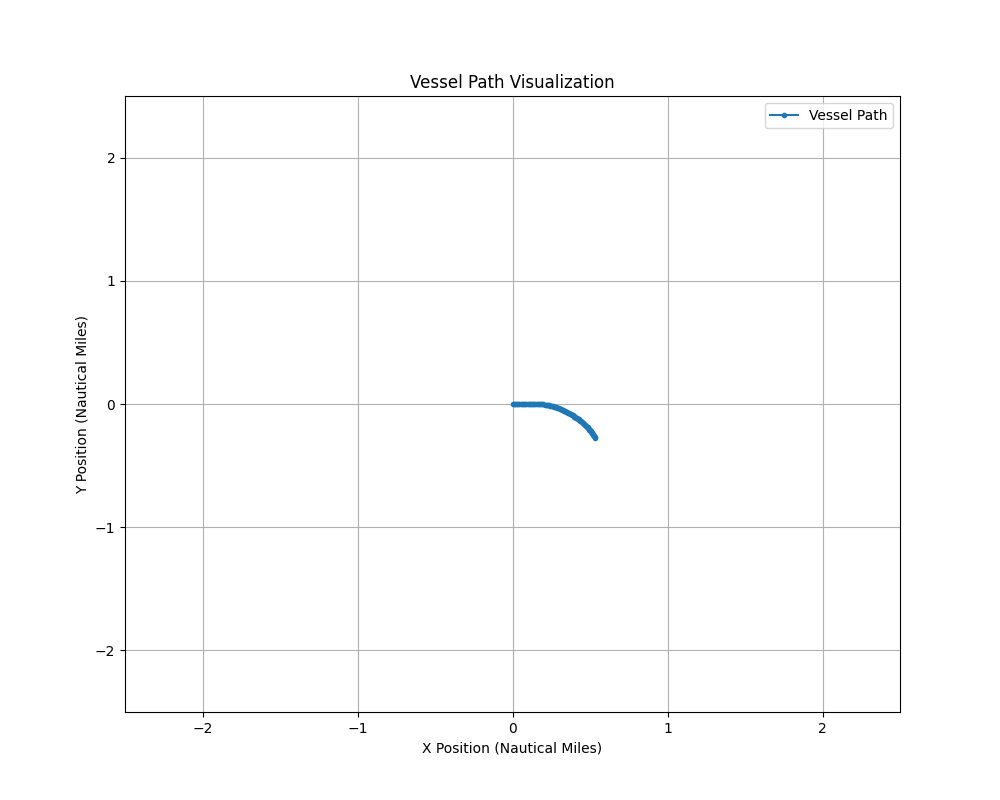 Vessel Path Visualization
Vessel Path
2
1
0
−1
−2
Y Position (Nautical Miles)
−2
−1
0
1
2
X Position (Nautical Miles)